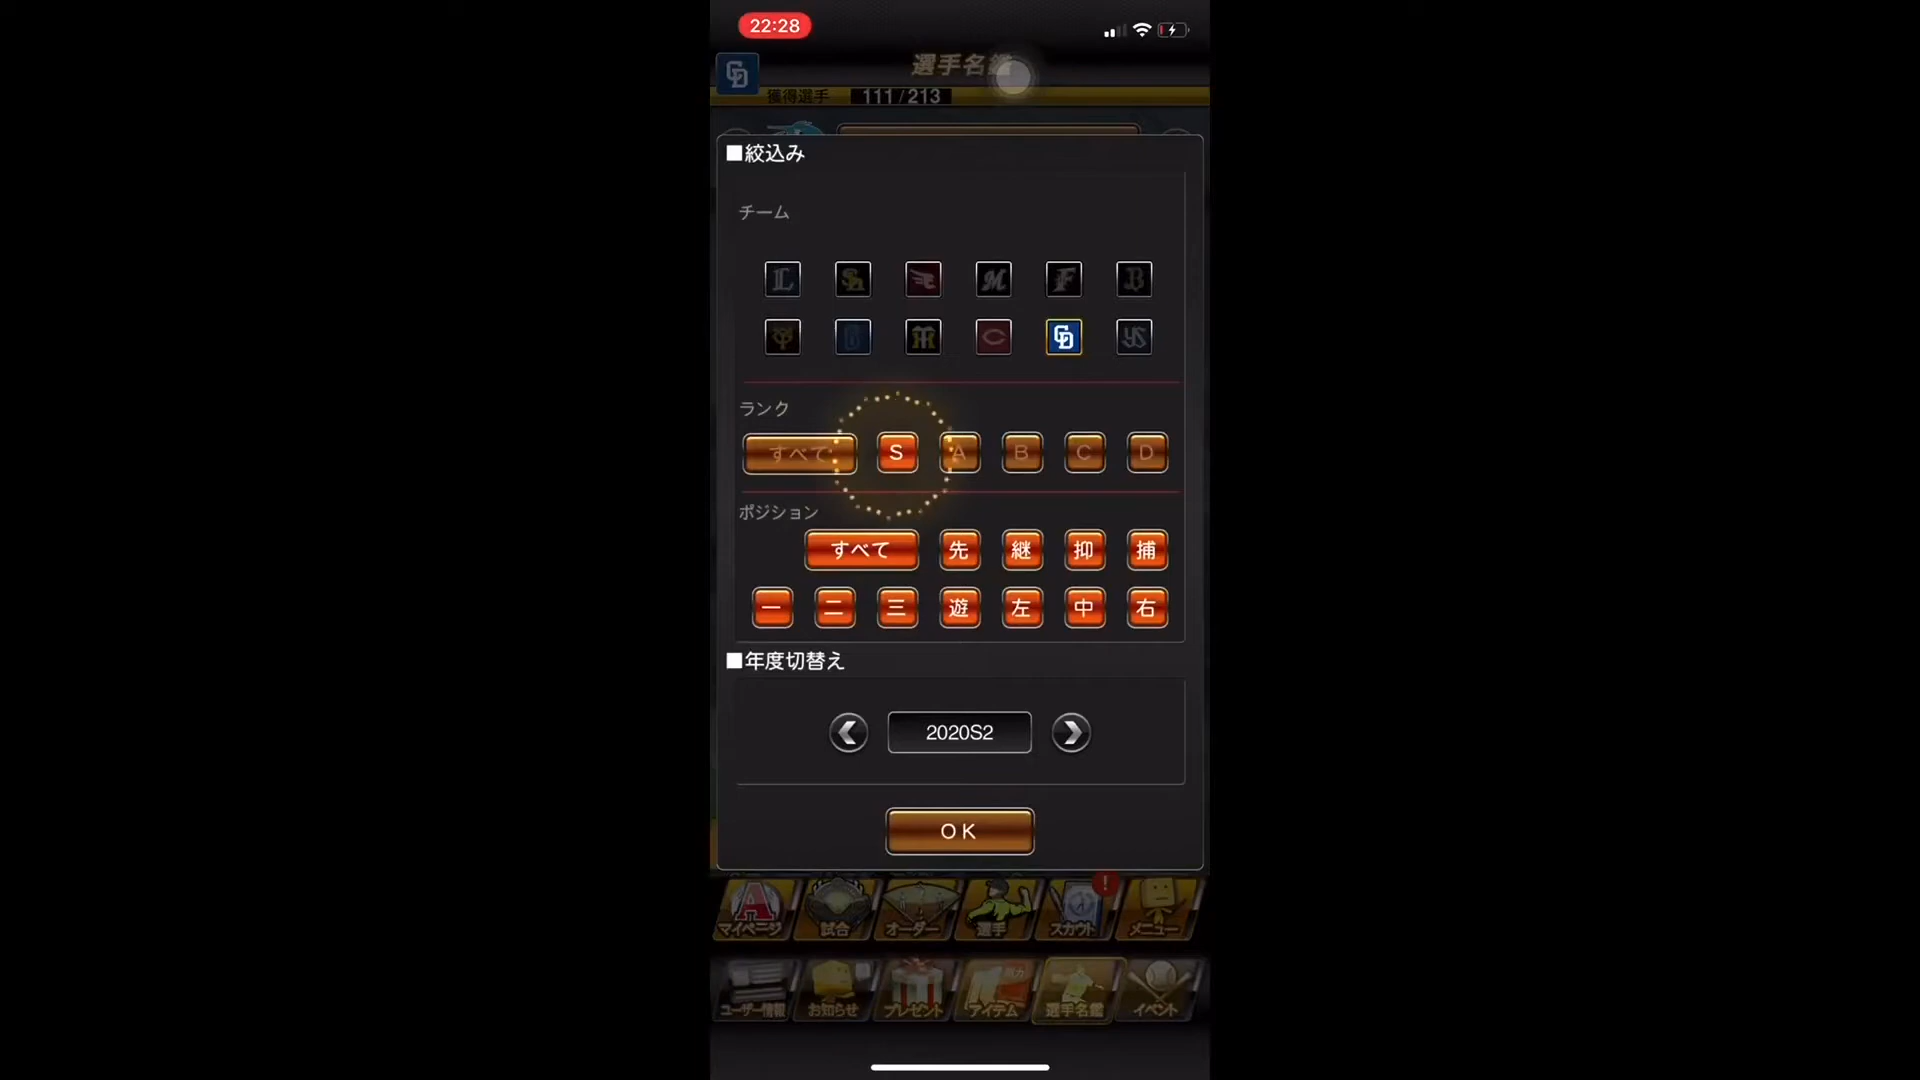 22:28
選手名鑑
獲得選手 111/213
■絞込み
チーム
L
M F B
C CD YS
ランク
すべて S A B C D
ポジション
すべて 先 継 抑 捕
一 二 三 遊 左 中 右
■年度切替え
2020S2
OK
マイページ 試合 オーダー 選手 スカウト メニュー
ユーザー情報 お知らせ プレゼント アイテム 選手名鑑 イベント